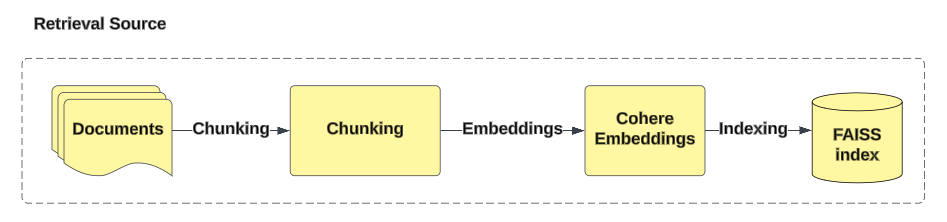 Retrieval Source
Documents
Chunking
Chunking
Embeddings
Cohere
Embeddings
Indexing
FAISS
index